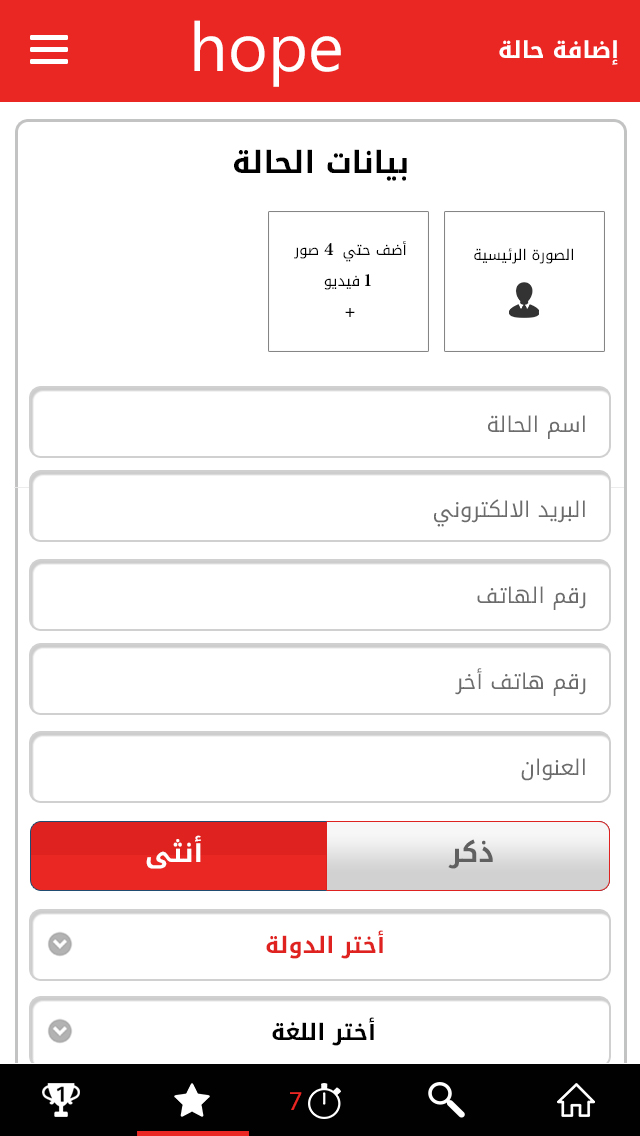 إضافة حالة
hope
بيانات الحالة
الصورة الرئيسية
أضف حتي 4 صور
1 فيديو
+
اسم الحالة
البريد الالكتروني
رقم الهاتف
رقم هاتف أخر
العنوان
ذكر
أنثى
أختر الدولة
أختر اللغة
7
1